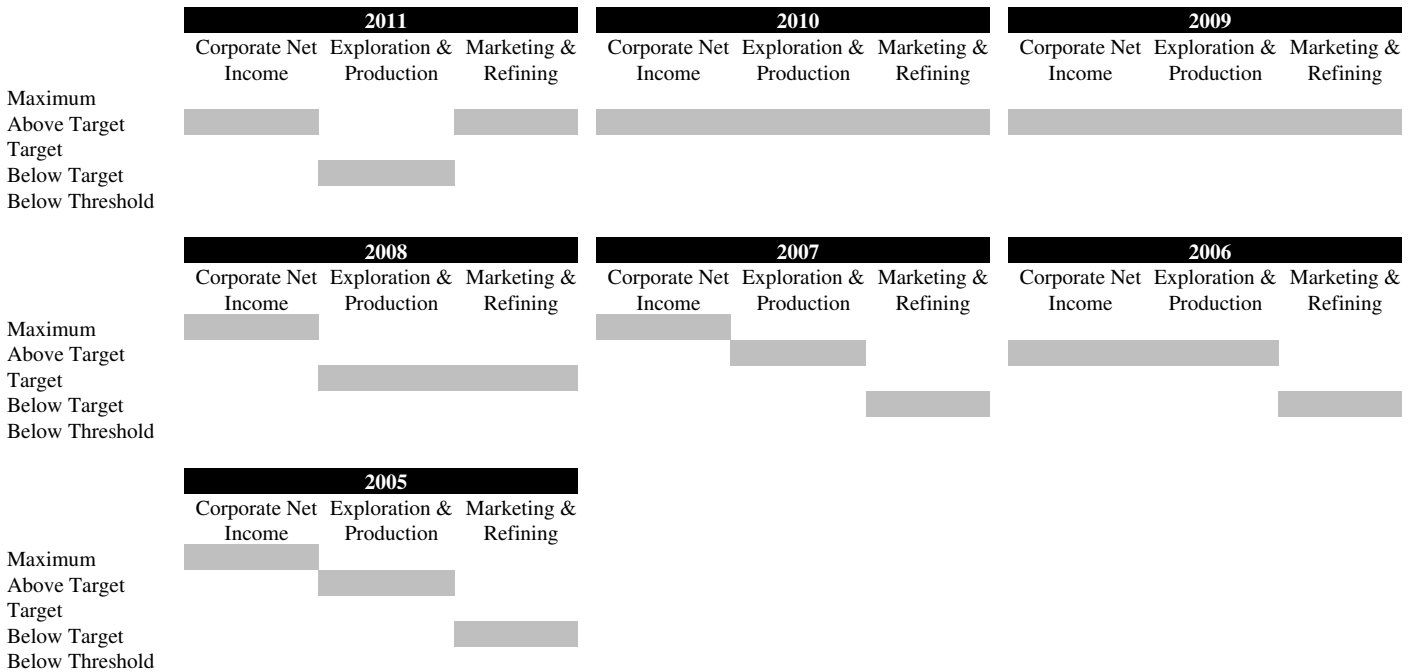 2011 2010 2009
Corporate Net Exploration & Marketing & Corporate Net Exploration & Marketing & Corporate Net Exploration & Marketing &
Income Production Refining Income Production Refining Income Production Refining
Maximum
Above Target
Target
Below Target
Below Threshold
2008 2007 2006
Corporate Net Exploration & Marketing & Corporate Net Exploration & Marketing & Corporate Net Exploration & Marketing &
Income Production Refining Income Production Refining Income Production Refining
Maximum
Above Target
Target
Below Target
Below Threshold
2005
Corporate Net Exploration & Marketing &
Income Production Refining
Maximum
Above Target
Target
Below Target
Below Threshold